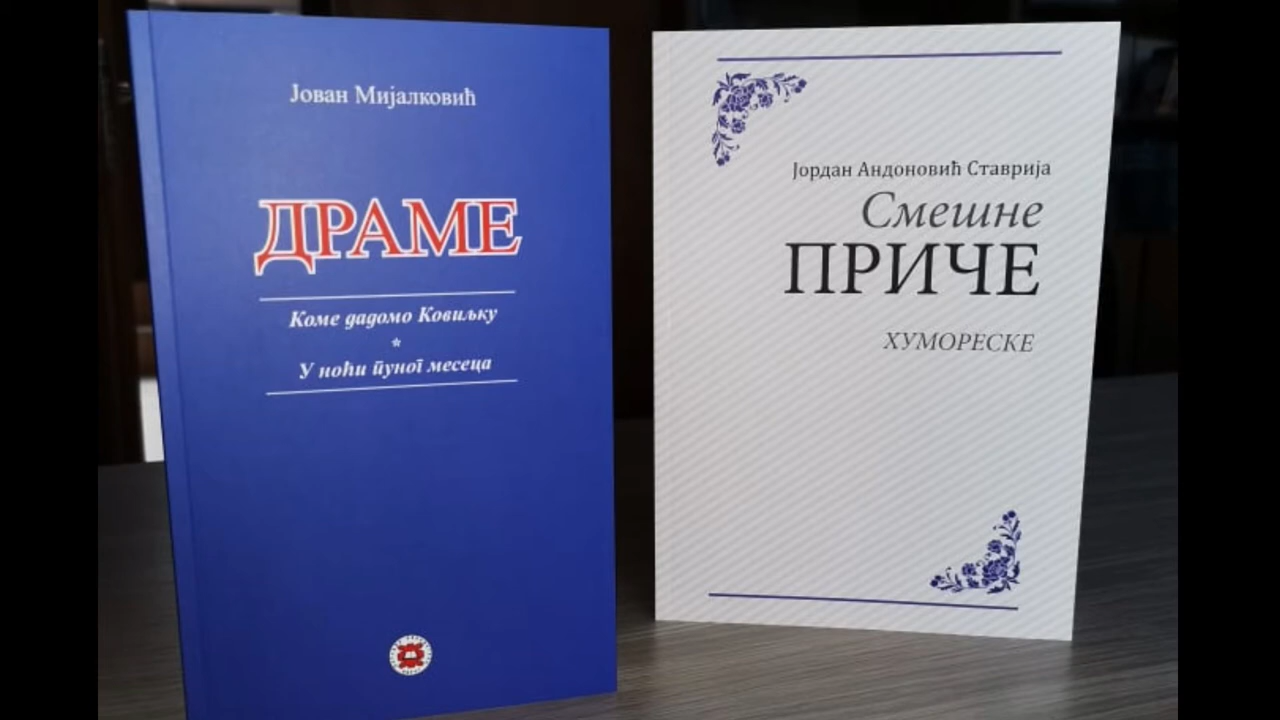 Јован Мијалковић
ДРАМЕ
Коме дадомо Ковиљку
*
У ноћи пуног месеца
Јордан Андоновић Ставрија
Смешне
ПРИЧЕ
ХУМОРЕСКЕ